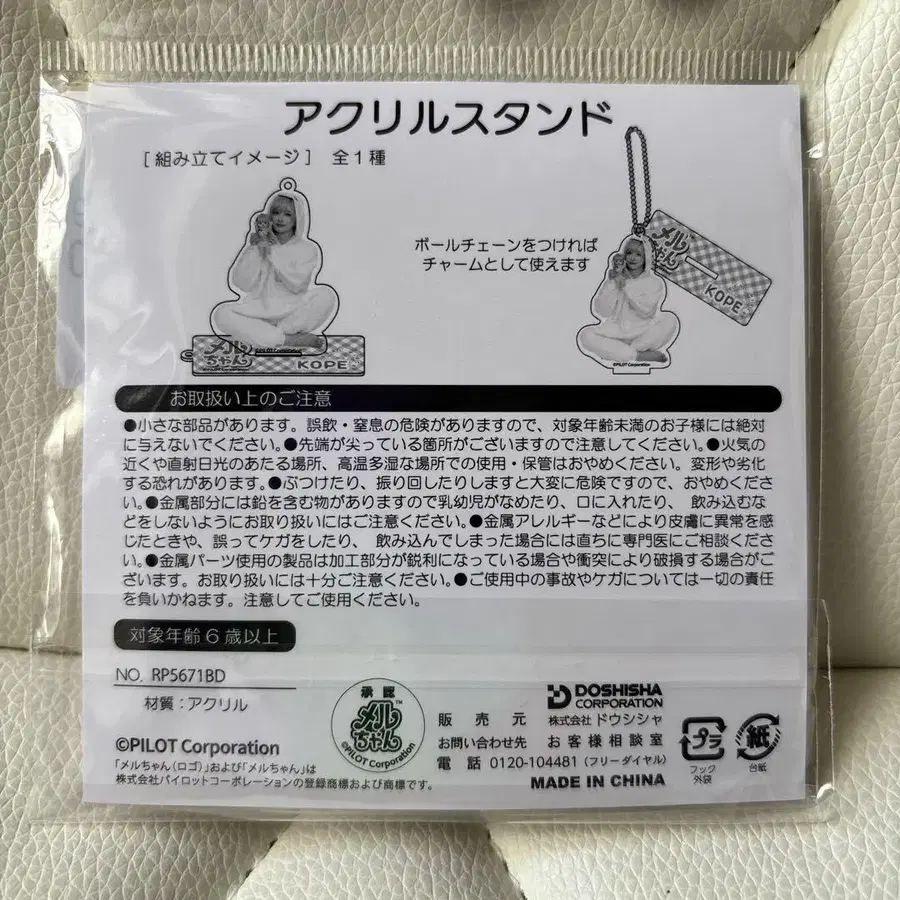 アクリルスタンド
[組み立てイメージ] 全1種
ボールチェーンをつければ
チャームとして使えます
メルちゃん
©PILOT Corporation
KOPE
メルちゃん
KOPE
©PILOT Corporation
お取扱い上のご注意
●小さな部品があります。誤飲・窒息の危険がありますので、対象年齢未満のお子様には絶対
に与えないでください。●先端が尖っている箇所がございますので注意してください。●火気の
近くや直射日光のあたる場所、高温多湿な場所での使用・保管はおやめください。変形や劣化
する恐れがあります。●ぶつけたり、振り回したりしますと大変に危険ですので、おやめくださ
い。●金属部分には鉛を含む物がありますので乳幼児がなめたり、口に入れたり、飲み込むな
どをしないようにお取り扱いにはご注意ください。●金属アレルギーなどにより皮膚に異常を感
じたときや、誤ってケガをしたり、飲み込んでしまった場合には直ちに専門医にご相談くださ
い。●金属パーツ使用の製品は加工部分が鋭利になっている場合や衝突により破損する場合がご
ざいます。お取り扱いには十分ご注意ください。●ご使用中の事故やケガについては一切の責任
を負いかねます。注意してご使用ください。
対象年齢6歳以上
NO. RP5671BD
材質：アクリル
©PILOT Corporation
「メルちゃん（ロゴ）」および「メルちゃん」は
株式会社パイロットコーポレーションの登録商標および商標です。
承認
メルちゃん™
©PILOT Corporation
DOSHISHA
CORPORATION
販売元 株式会社 ドウシシャ
お問い合わせ先 お客様相談室
電話 0120-104481（フリーダイヤル）
MADE IN CHINA
プラ
フック
外袋
紙
台紙